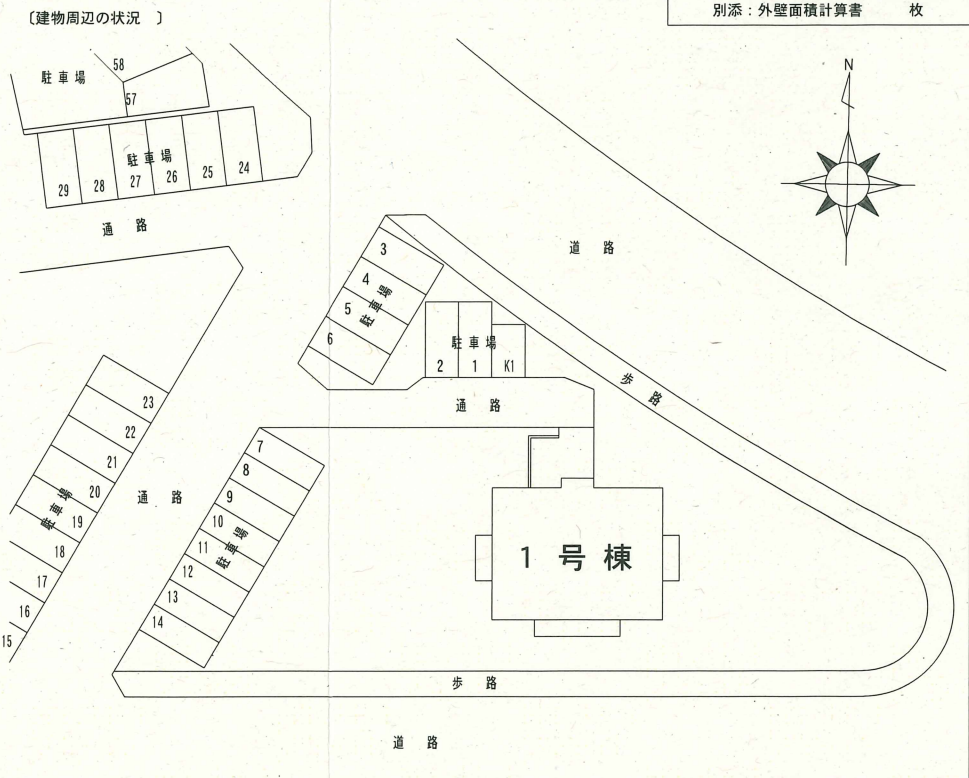 〔建物周辺の状況 〕
別添：外壁面積計算書 枚
駐車場
58
57
N
駐車場
29 28 27 26 25 24
通路
道路
3
4
5
6
駐車場
駐車場
2 1 K1
歩路
通路
23
22
21
20
19
18
17
16
15
駐車場
通路
7
8
9
10
11
12
13
14
駐車場
1号棟
歩路
道路